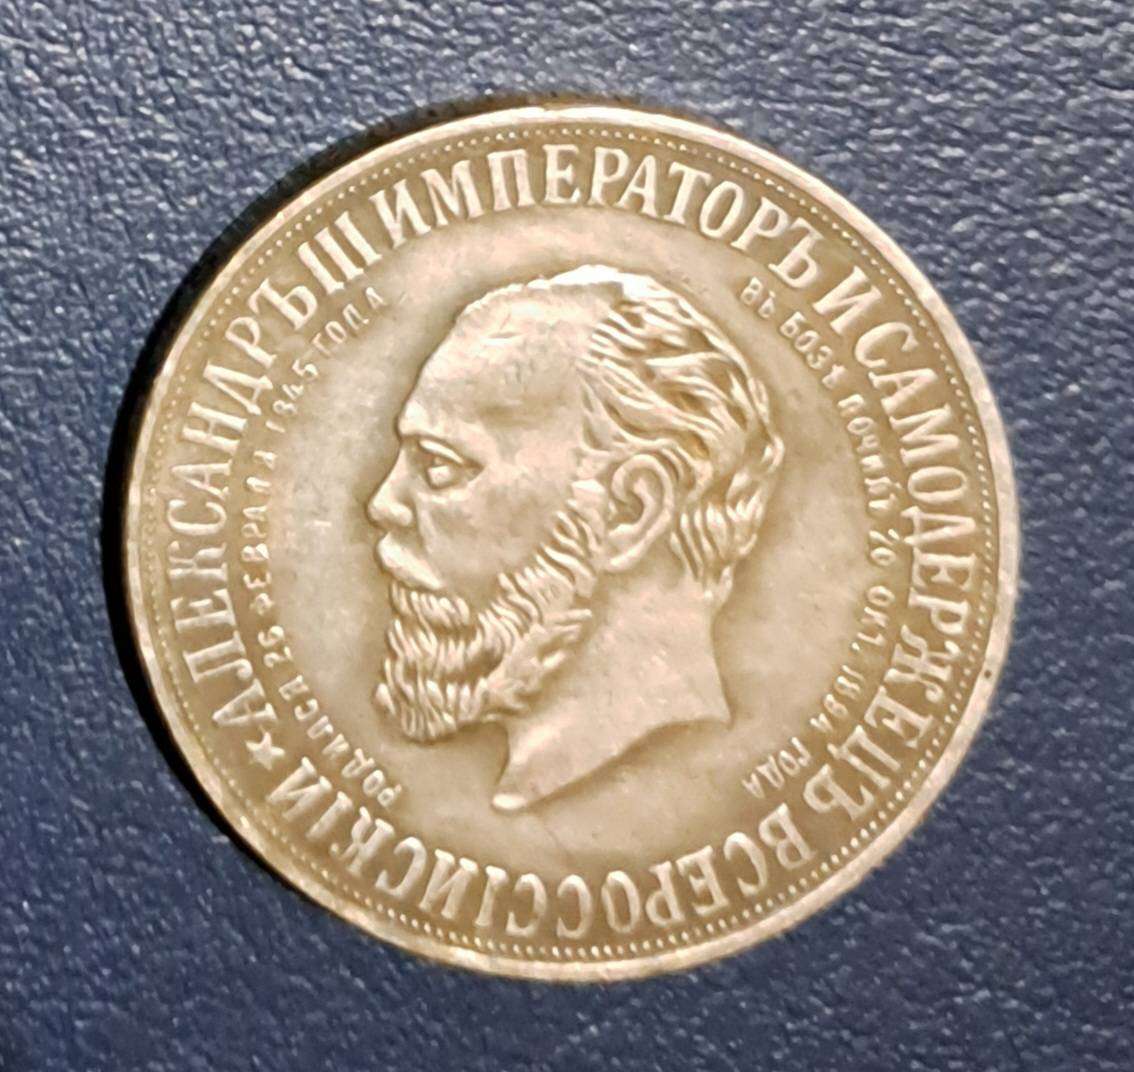 ★ АЛЕКСАНДРЪ III ИМПЕРАТОРЪ И САМОДЕРЖЕЦЪ ВСЕРОССІЙСКІЙ
РОДИЛСЯ 26 ФЕВРАЛЯ 1845 ГОДА
ВЪ БОЗѢ ПОЧИЛЪ 20 ОКТ. 1894 ГОДА